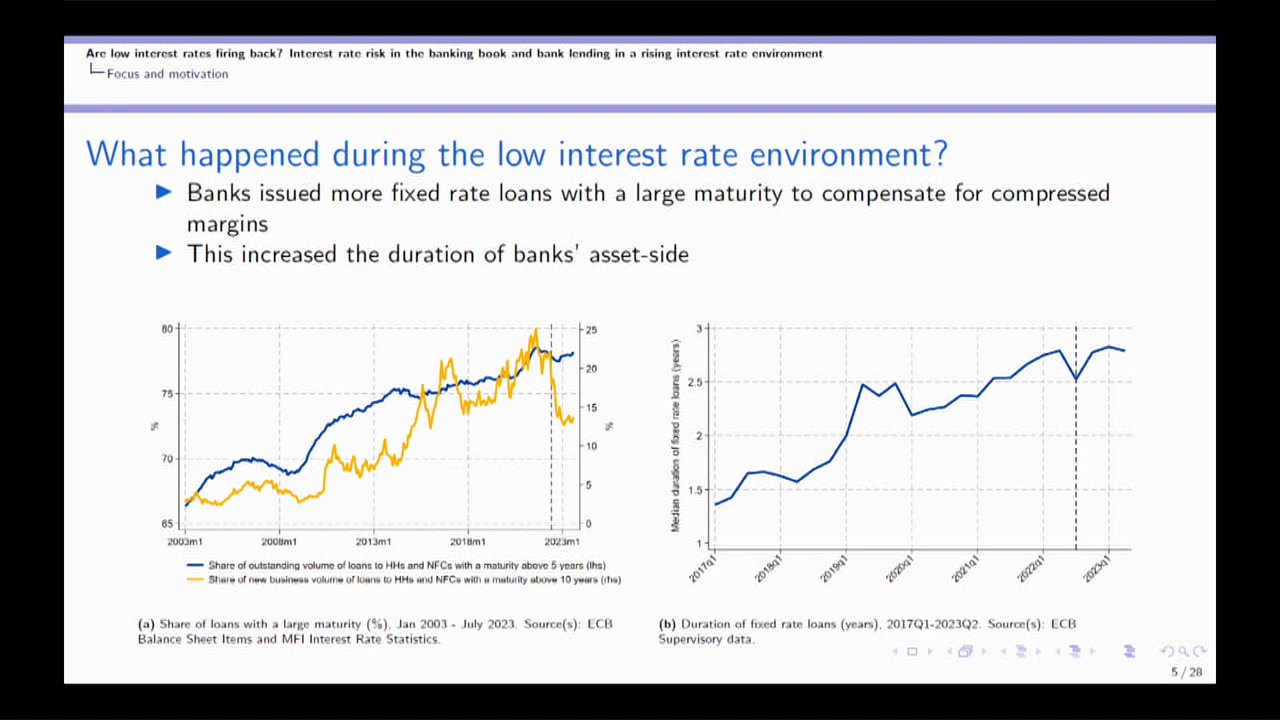 Are low interest rates firing back? Interest rate risk in the banking book and bank lending in a rising interest rate environment
Focus and motivation
What happened during the low interest rate environment?
Banks issued more fixed rate loans with a large maturity to compensate for compressed
margins
This increased the duration of banks' asset-side
80
75
70
65
%
25
20
15
10
5
0
%
2003m1 2008m1 2013m1 2018m1 2023m1
Share of outstanding volume of loans to HHs and NFCs with a maturity above 5 years (lhs)
Share of new business volume of loans to HHs and NFCs with a maturity above 10 years (rhs)
(a) Share of loans with a large maturity (%), Jan 2003 - July 2023. Source(s): ECB
Balance Sheet Items and MFI Interest Rate Statistics.
Median duration of fixed rate loans (years)
3
2.5
2
1.5
1
2017q1 2018q1 2019q1 2020q1 2021q1 2022q1 2023q1
(b) Duration of fixed rate loans (years), 2017Q1-2023Q2. Source(s): ECB
Supervisory data.
5 / 28